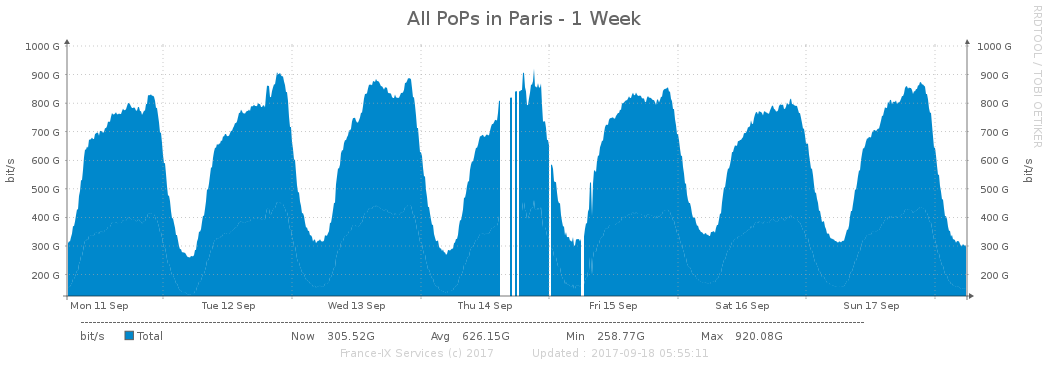 All PoPs in Paris - 1 Week
RRDTOOL / TOBI OETIKER
1000 G 1000 G
900 G 900 G
800 G 800 G
700 G 700 G
600 G 600 G
500 G 500 G
400 G 400 G
300 G 300 G
200 G 200 G
bit/s bit/s
Mon 11 Sep Tue 12 Sep Wed 13 Sep Thu 14 Sep Fri 15 Sep Sat 16 Sep Sun 17 Sep
bit/s Total Now 305.52G Avg 626.15G Min 258.77G Max 920.08G
France-IX Services (c) 2017 Updated : 2017-09-18 05:55:11